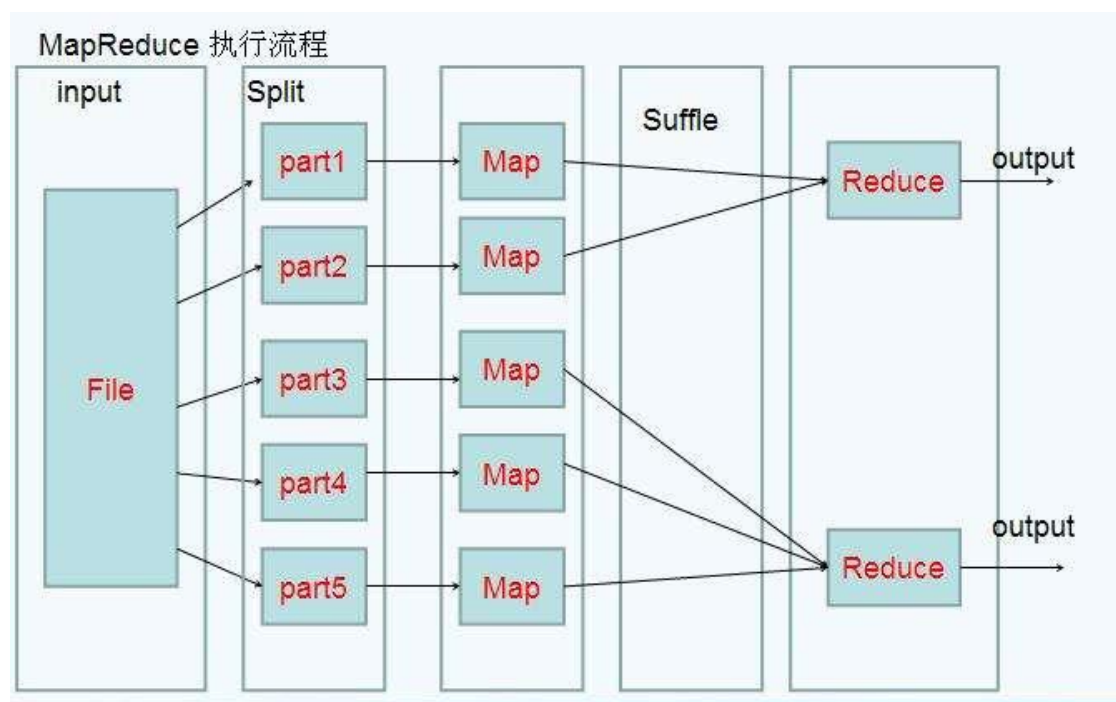 MapReduce 执行流程
input
Split
Suffle
File
part1
part2
part3
part4
part5
Map
Map
Map
Map
Map
Reduce
output
Reduce
output